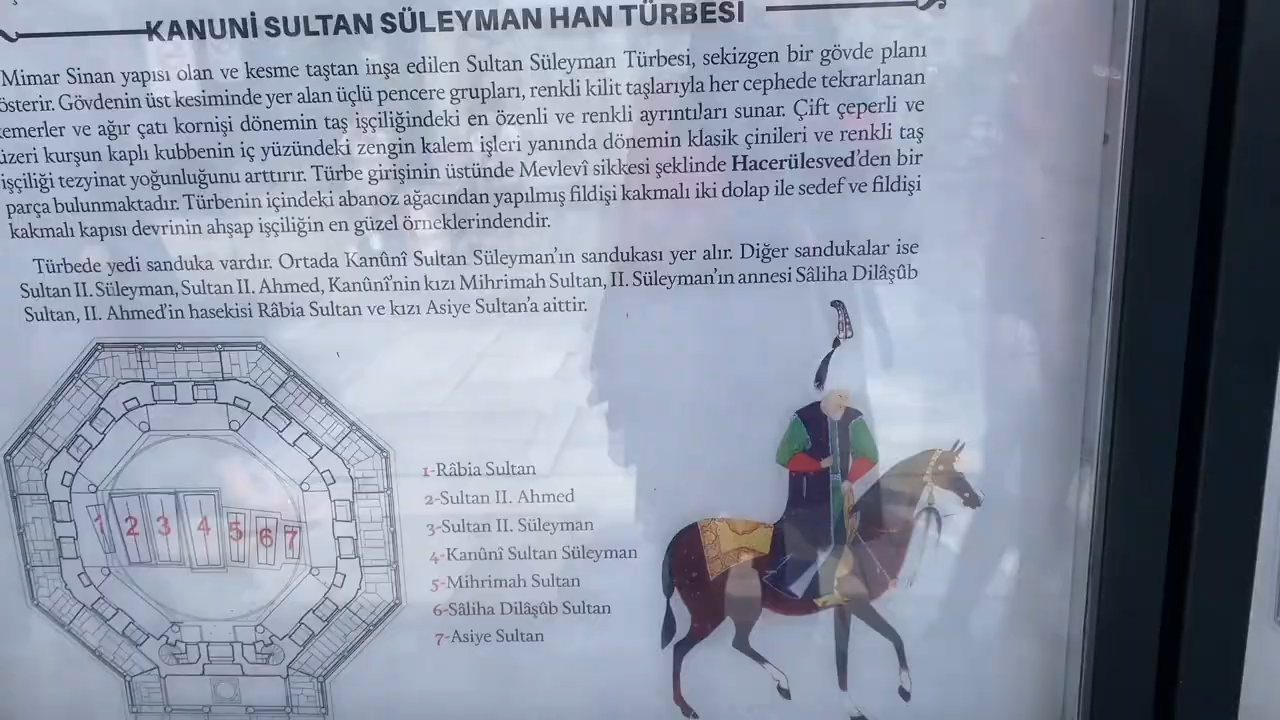 KANUNİ SULTAN SÜLEYMAN HAN TÜRBESİ
Mimar Sinan yapısı olan ve kesme taştan inşa edilen Sultan Süleyman Türbesi, sekizgen bir gövde planı
österir. Gövdenin üst kesiminde yer alan üçlü pencere grupları, renkli kilit taşlarıyla her cephede tekrarlanan
emerler ve ağır çatı kornişi dönemin taş işçiliğindeki en özenli ve renkli ayrıntıları sunar. Çift çeperli ve
üzeri kurşun kaplı kubbenin iç yüzündeki zengin kalem işleri yanında dönemin klasik çinileri ve renkli taş
işçiliği tezyinat yoğunluğunu arttırır. Türbe girişinin üstünde Mevlevî sikkesi şeklinde Hacerülesved'den bir
parça bulunmaktadır. Türbenin içindeki abanoz ağacından yapılmış fildişi kakmalı iki dolap ile sedef ve fildişi
kakmalı kapısı devrinin ahşap işçiliğin en güzel örneklerindendir.
Türbede yedi sanduka vardır. Ortada Kanûnî Sultan Süleyman'ın sandukası yer alır. Diğer sandukalar ise
Sultan II. Süleyman, Sultan II. Ahmed, Kanûnî'nin kızı Mihrimah Sultan, II. Süleyman'ın annesi Sâliha Dilâşûb
Sultan, II. Ahmed'in hasekisi Râbia Sultan ve kızı Asiye Sultan'a aittir.
1 2 3 4 5 6 7
1-Râbia Sultan
2-Sultan II. Ahmed
3-Sultan II. Süleyman
4-Kanûnî Sultan Süleyman
5-Mihrimah Sultan
6-Sâliha Dilâşûb Sultan
7-Asiye Sultan